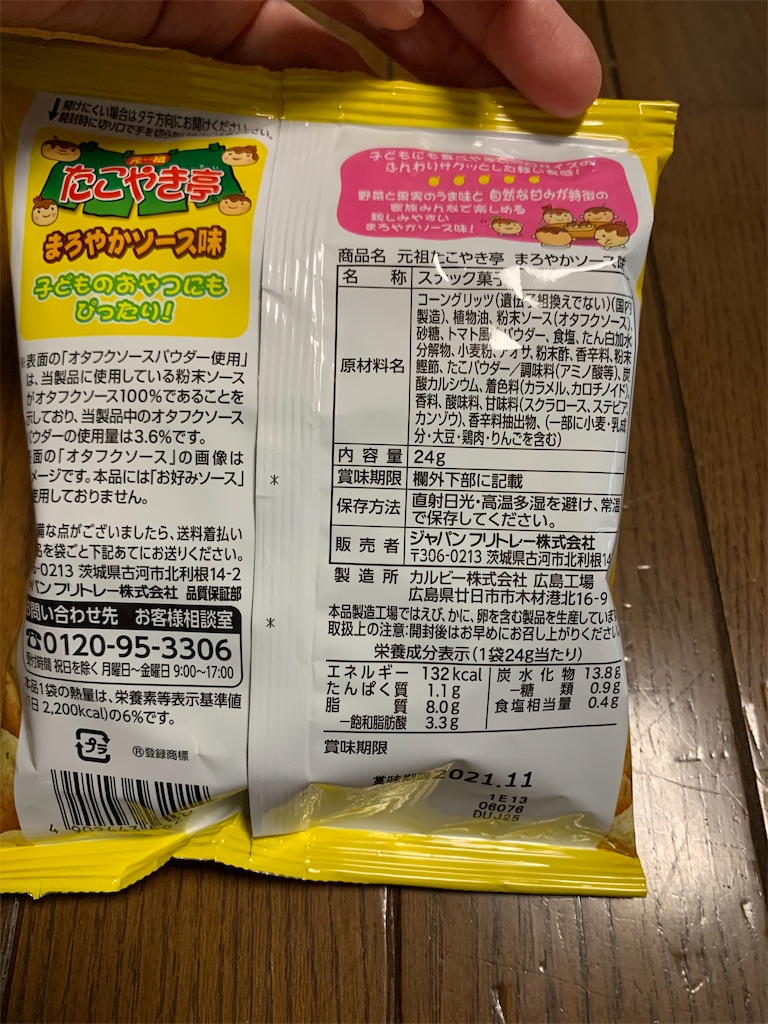 ↓開けにくい場合はタテ方向にお開けください。
開封時に切り口で手を切らない
元祖
たこやき亭
まろやかソース味
子どものおやつにも
ぴったり!
※表面の「オタフクソースパウダー使用」
は、当製品に使用している粉末ソース
がオタフクソース100%であることを
示しており、当製品中のオタフクソース
パウダーの使用量は3.6%です。
表面の「オタフクソース」の画像は
メージです。本品には「お好みソース」
使用しておりません。
備な点がございましたら、送料着払い
品を袋ごと下記あてにお送りください。
-0213 茨城県古河市北利根14-2
ャパンフリトレー株式会社 品質保証部
お問い合わせ先 お客様相談室
☎0120-95-3306
受付時間 祝日を除く 月曜日〜金曜日 9:00〜17:00
本品1袋の熱量は、栄養素等表示基準値
1日 2,200kcal)の6%です。
プラ
Ⓡ登録商標
*
*
ふんわりサクッとした軽い食感!
野菜と果実のうま味と 自然な甘みが特徴の
家族みんなで楽しめる
親しみやすい
まろやかソース味!
商品名 元祖たこやき亭 まろやかソース味
名称 スナック菓子
原材料名 コーングリッツ(遺伝子組換えでない)(国内
製造)、植物油、粉末ソース(オタフクソース)、
砂糖、トマト風味パウダー、食塩、たん白加水
分解物、小麦粉、アオサ、粉末酢、香辛料、粉末
鰹節、たこパウダー/調味料(アミノ酸等)、炭
酸カルシウム、着色料(カラメル、カロチノイド)、
香料、酸味料、甘味料(スクラロース、ステビア、
カンゾウ)、香辛料抽出物、(一部に小麦・乳成
分・大豆・鶏肉・りんごを含む)
内容量 24g
賞味期限 欄外下部に記載
保存方法 直射日光・高温多湿を避け、常温
で保存してください。
販売者 ジャパンフリトレー株式会社
〒306-0213 茨城県古河市北利根14
製造所 カルビー株式会社 広島工場
広島県廿日市市木材港北16-9
本品製造工場ではえび、かに、卵を含む製品を生産していま
取扱上の注意:開封後はお早めにお召し上がりください。
栄養成分表示(1袋24g当たり)
エネルギー 132kcal 炭水化物 13.8g
たんぱく質 1.1g −糖類 0.9g
脂質 8.0g 食塩相当量 0.4g
−飽和脂肪酸 3.3g
賞味期限
賞味期限 2021.11
1E13
06076
DUJ25